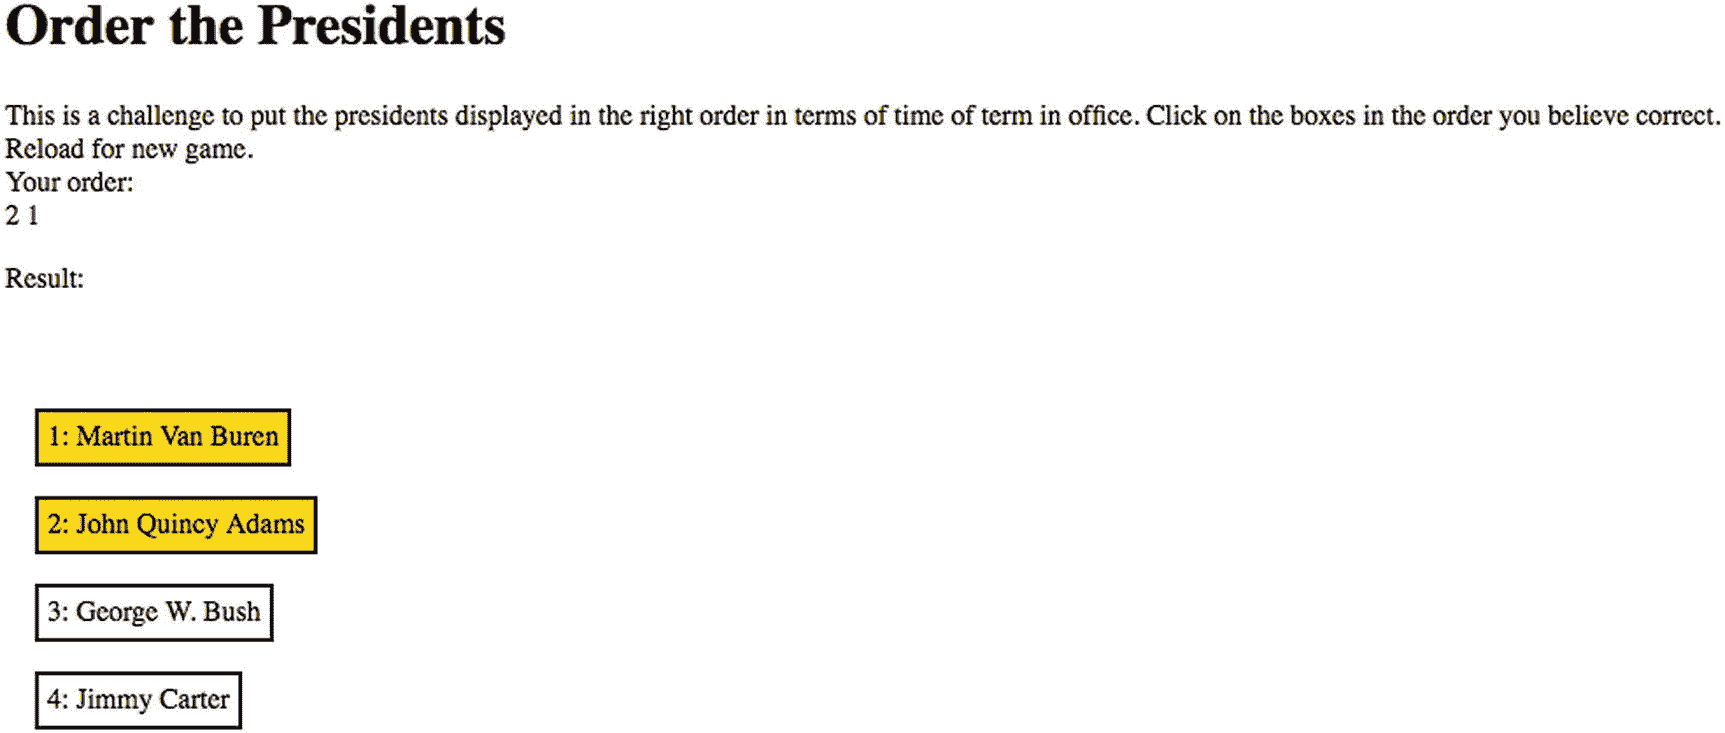 Order the Presidents
This is a challenge to put the presidents displayed in the right order in terms of time of term in office. Click on the boxes in the order you believe correct.
Reload for new game.
Your order:
2 1
Result:
1: Martin Van Buren
2: John Quincy Adams
3: George W. Bush
4: Jimmy Carter